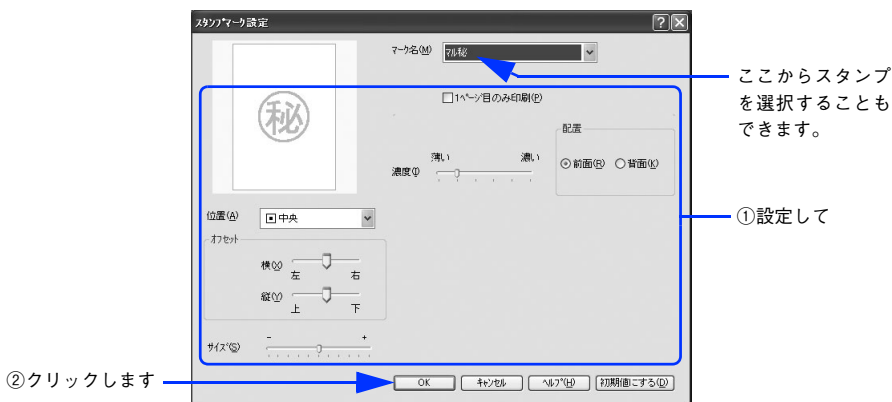 スタンプマーク設定
マーク名(M) マル秘
ここからスタンプ
を選択することも
できます。
1ページ目のみ印刷(P)
秘
配置
薄い 濃い
濃度(I)
前面(R) 背面(K)
位置(A) 中央
①設定して
オフセット
横(X)
左 右
縦(Y)
上 下
- +
サイズ(S)
②クリックします
OK キャンセル ヘルプ(H) 初期値にする(D)